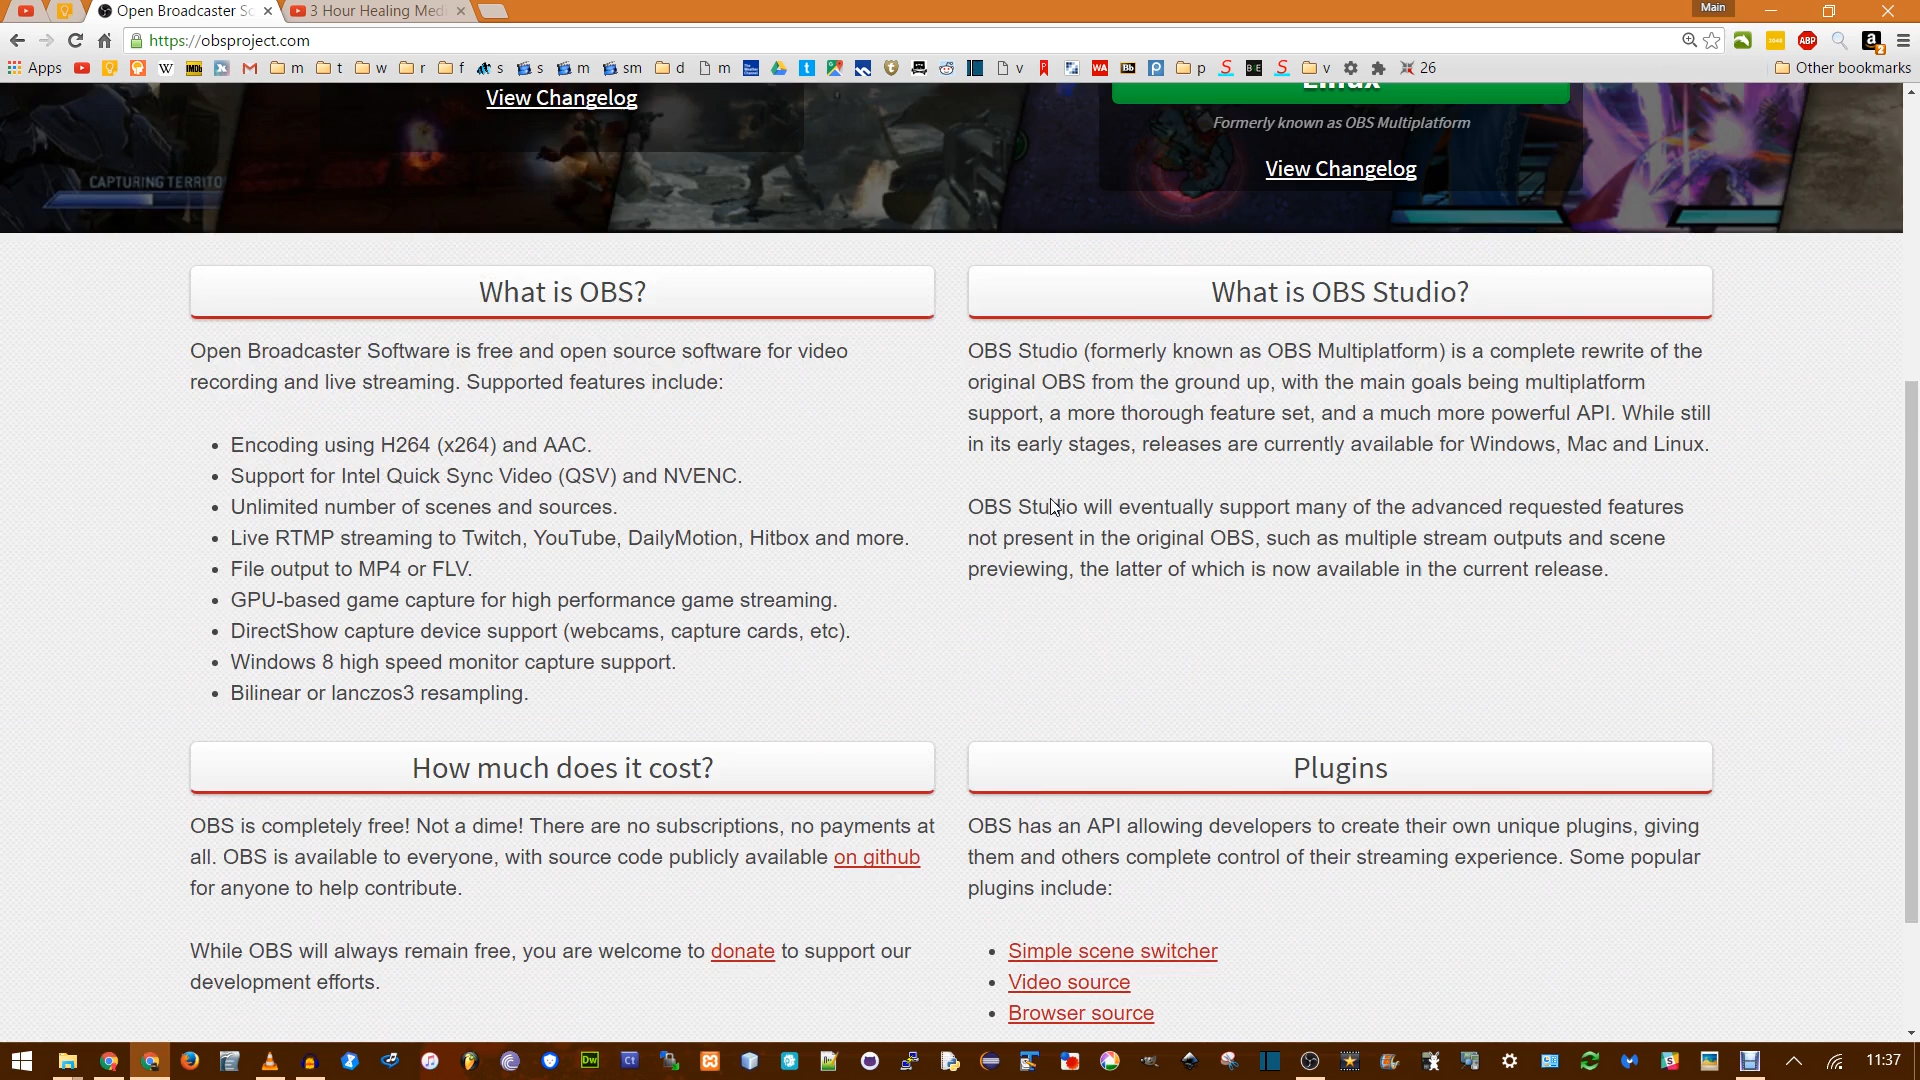 Open Broadcaster So
3 Hour Healing Med
Main
https://obsproject.com
Apps
m
t
w
r
f
s
s
m
sm
d
m
v
p
v
26
Other bookmarks
View Changelog
Linux
Formerly known as OBS Multiplatform
View Changelog
CAPTURING TERRITO
What is OBS?
Open Broadcaster Software is free and open source software for video
recording and live streaming. Supported features include:
Encoding using H264 (x264) and AAC.
Support for Intel Quick Sync Video (QSV) and NVENC.
Unlimited number of scenes and sources.
Live RTMP streaming to Twitch, YouTube, DailyMotion, Hitbox and more.
File output to MP4 or FLV.
GPU-based game capture for high performance game streaming.
DirectShow capture device support (webcams, capture cards, etc).
Windows 8 high speed monitor capture support.
Bilinear or lanczos3 resampling.
What is OBS Studio?
OBS Studio (formerly known as OBS Multiplatform) is a complete rewrite of the
original OBS from the ground up, with the main goals being multiplatform
support, a more thorough feature set, and a much more powerful API. While still
in its early stages, releases are currently available for Windows, Mac and Linux.
OBS Studio will eventually support many of the advanced requested features
not present in the original OBS, such as multiple stream outputs and scene
previewing, the latter of which is now available in the current release.
How much does it cost?
OBS is completely free! Not a dime! There are no subscriptions, no payments at
all. OBS is available to everyone, with source code publicly available on github
for anyone to help contribute.
While OBS will always remain free, you are welcome to donate to support our
development efforts.
Plugins
OBS has an API allowing developers to create their own unique plugins, giving
them and others complete control of their streaming experience. Some popular
plugins include:
Simple scene switcher
Video source
Browser source
11:37